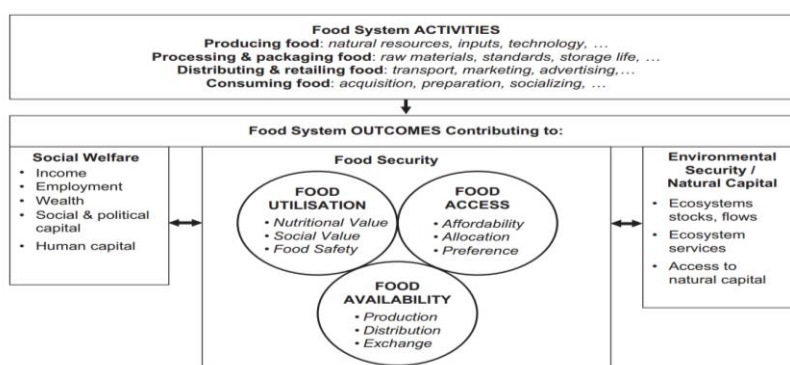 Food System ACTIVITIES
Producing food: natural resources, inputs, technology, …
Processing & packaging food: raw materials, standards, storage life, …
Distributing & retailing food: transport, marketing, advertising,…
Consuming food: acquisition, preparation, socializing, …
Food System OUTCOMES Contributing to:
Social Welfare
• Income
• Employment
• Wealth
• Social & political
capital
• Human capital
Food Security
FOOD
UTILISATION
• Nutritional Value
• Social Value
• Food Safety
FOOD
ACCESS
• Affordability
• Allocation
• Preference
FOOD
AVAILABILITY
• Production
• Distribution
• Exchange
Environmental
Security /
Natural Capital
• Ecosystems
stocks, flows
• Ecosystem
services
• Access to
natural capital